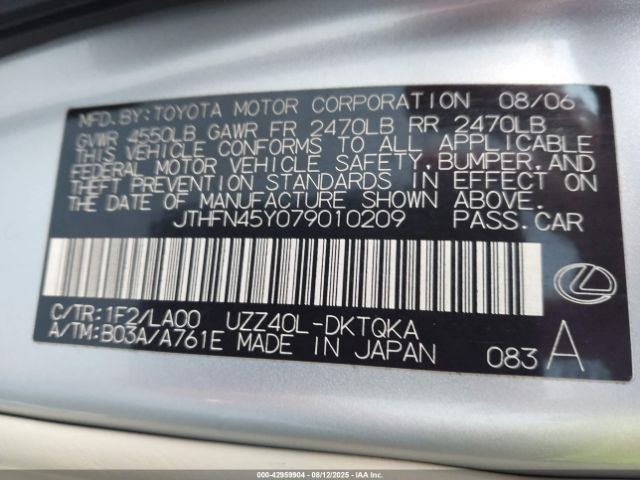 MFD. BY: TOYOTA MOTOR CORPORATION 08/06
GVWR 4550LB GAWR FR 2470LB RR 2470LB
THIS VEHICLE CONFORMS TO ALL APPLICABLE
FEDERAL MOTOR VEHICLE SAFETY, BUMPER, AND
THEFT PREVENTION STANDARDS IN EFFECT ON
THE DATE OF MANUFACTURE SHOWN ABOVE.
JTHFN45Y079010209 PASS. CAR
C/TR: 1F2/LA00 UZZ40L-DKTQKA
A/TM: B03A/A761E MADE IN JAPAN 083 A
000-42959904 - 08/12/2025 - IAA, Inc.